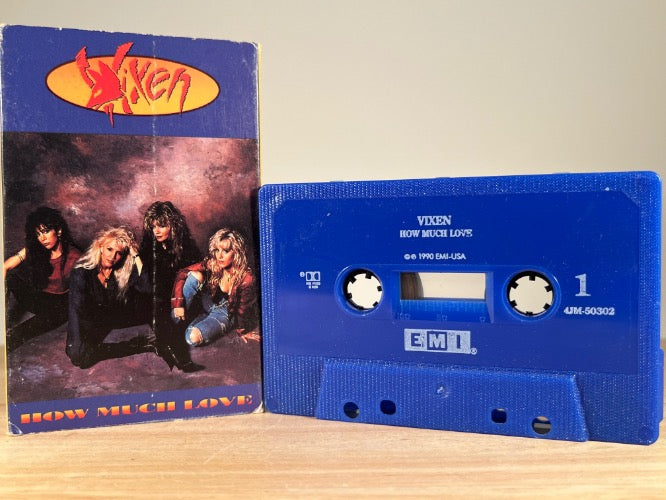 Vixen
HOW MUCH LOVE
VIXEN
HOW MUCH LOVE
© ℗ 1990 EMI-USA
1
4JM-50302
EMI®